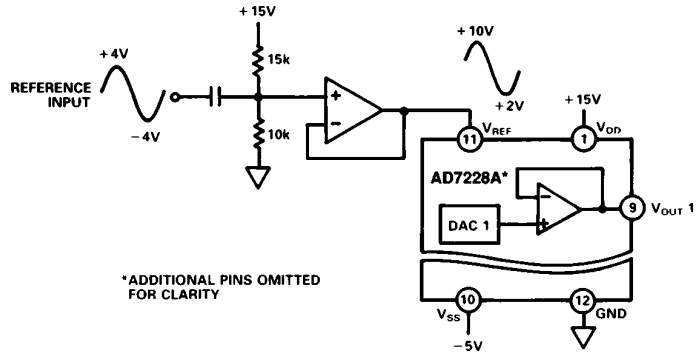 +15V
+4V
15k
+10V
REFERENCE
INPUT
−4V
+
−
+2V
+15V
10k
11
VREF
1
VDD
AD7228A*
−
+
DAC 1
9
VOUT 1
*ADDITIONAL PINS OMITTED
FOR CLARITY
10
VSS
12
GND
−5V